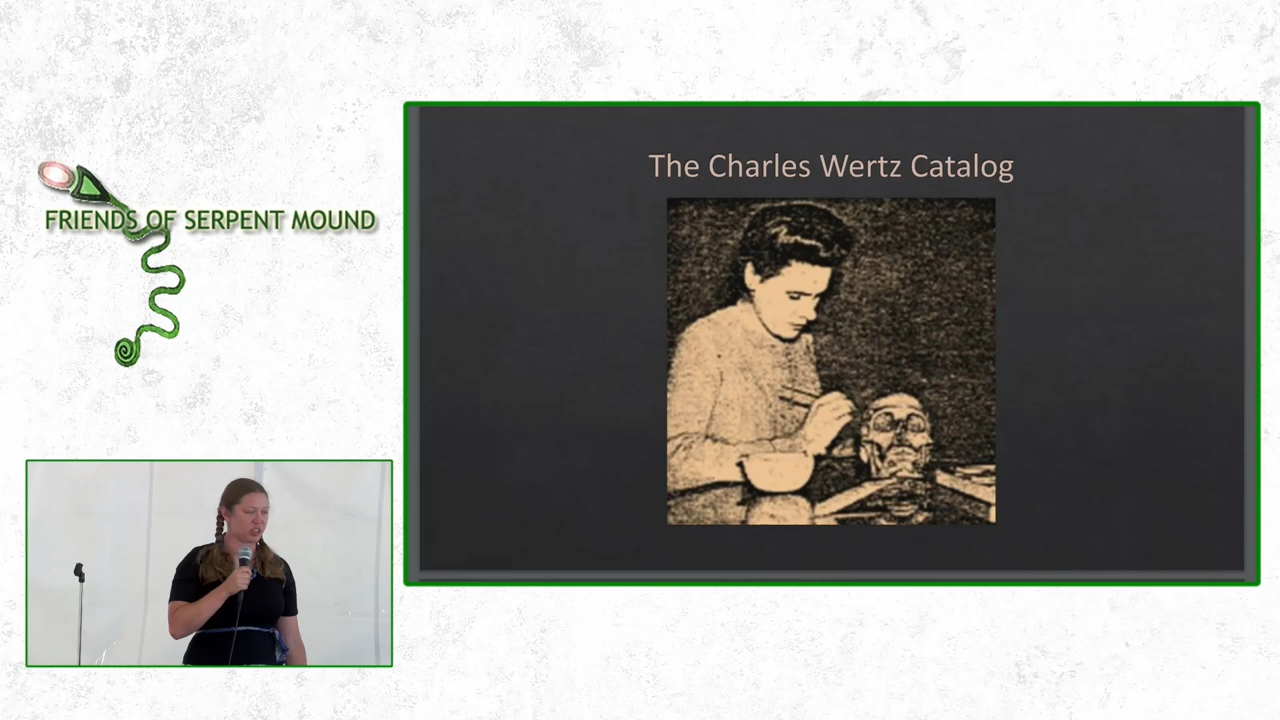 FRIENDS OF SERPENT MOUND
The Charles Wertz Catalog